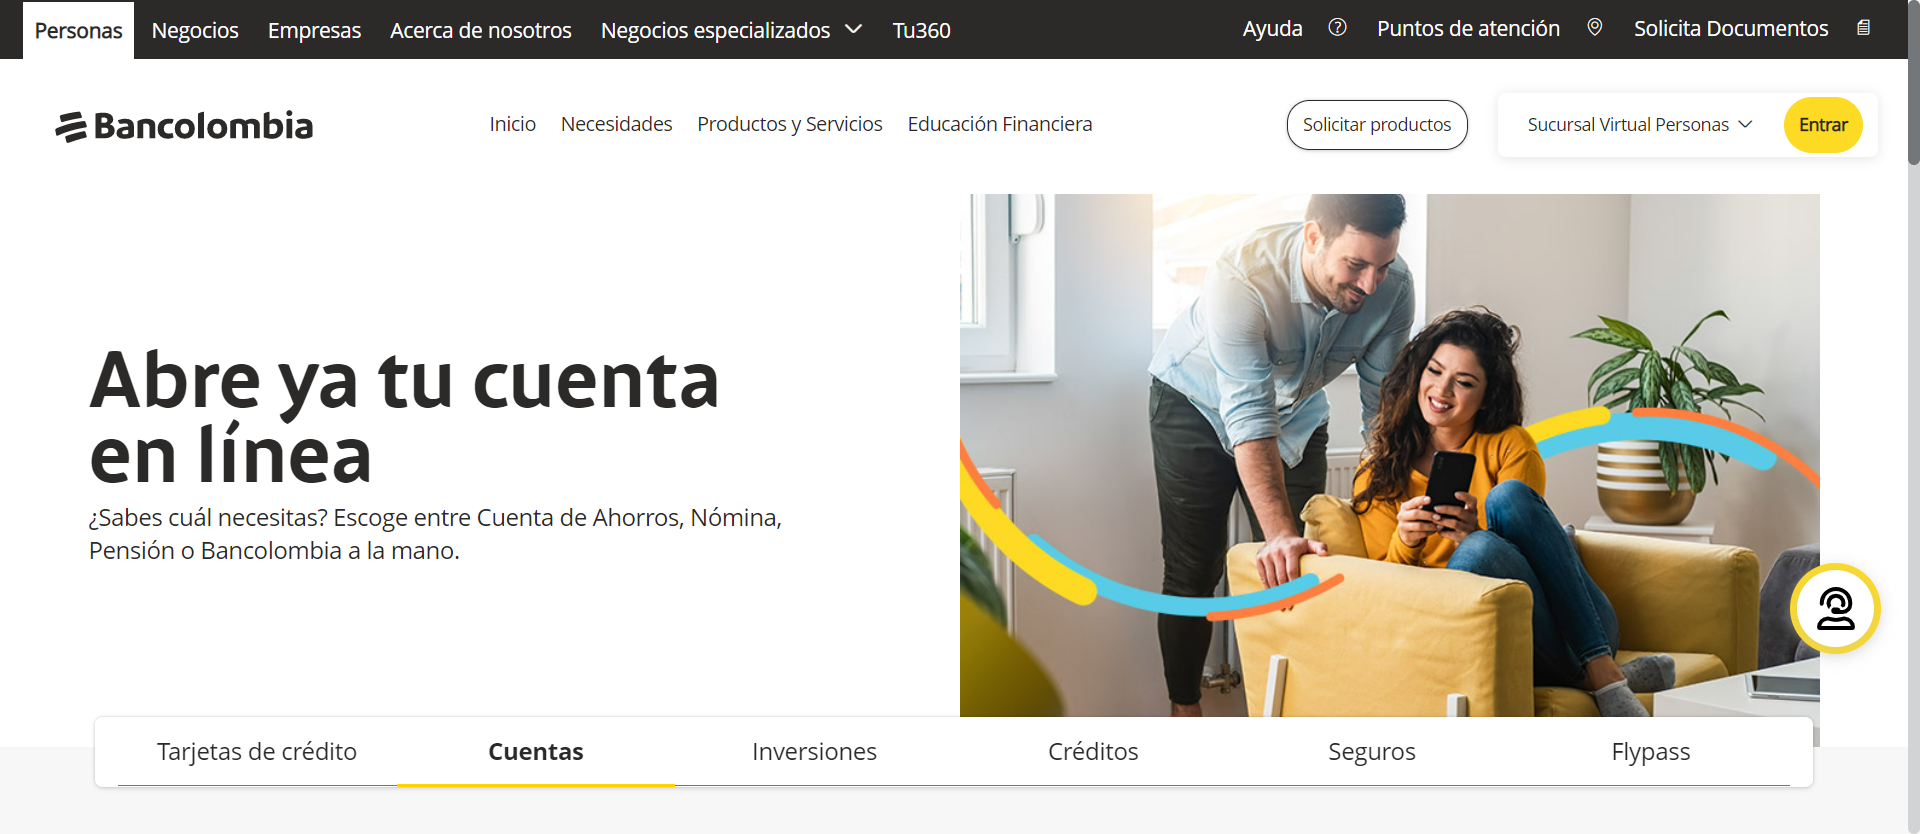 Personas Negocios Empresas Acerca de nosotros Negocios especializados Tu360 Ayuda Puntos de atención Solicita Documentos
Bancolombia Inicio Necesidades Productos y Servicios Educación Financiera Solicitar productos Sucursal Virtual Personas Entrar
Abre ya tu cuenta
en línea
¿Sabes cuál necesitas? Escoge entre Cuenta de Ahorros, Nómina,
Pensión o Bancolombia a la mano.
Tarjetas de crédito Cuentas Inversiones Créditos Seguros Flypass